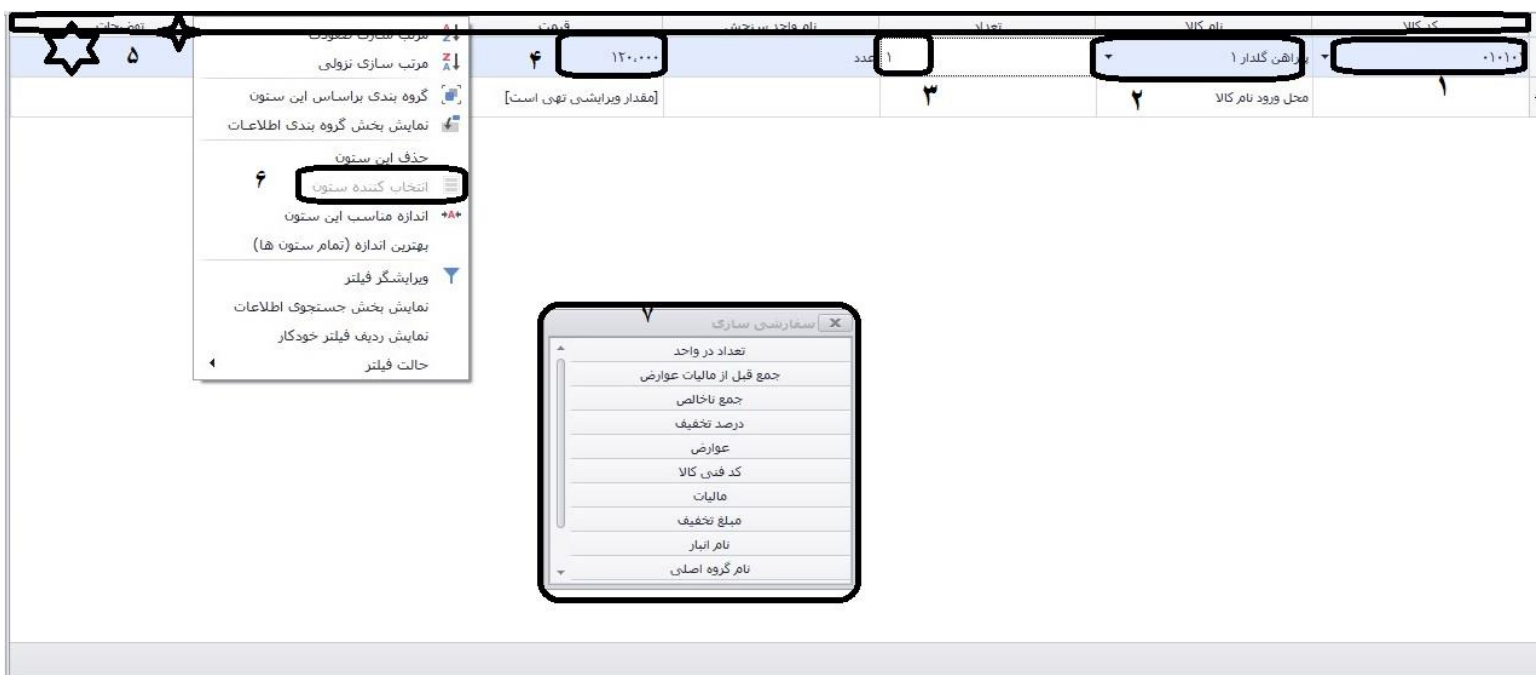 کد کالا نام کالا تعداد نام واحد سنجش قیمت توضیحات
۰۱۰۱۰ پیراهن گلدار ۱ ۱ عدد ۱۲۰,۰۰۰ ۴ ۵
۱
محل ورود نام کالا ۲ ۳ [مقدار ویرایشی تهی است]
مرتب سازی صعودی
مرتب سازی نزولی
گروه بندی براساس این ستون
نمایش بخش گروه بندی اطلاعات
حذف این ستون
انتخاب کننده ستون ۶
اندازه مناسب این ستون
بهترین اندازه (تمام ستون ها)
ویرایشگر فیلتر
نمایش بخش جستجوی اطلاعات
نمایش ردیف فیلتر خودکار
حالت فیلتر
۷
سفارشی سازی
تعداد در واحد
جمع قبل از مالیات عوارض
جمع ناخالص
درصد تخفیف
عوارض
کد فنی کالا
مالیات
مبلغ تخفیف
نام انبار
نام گروه اصلی